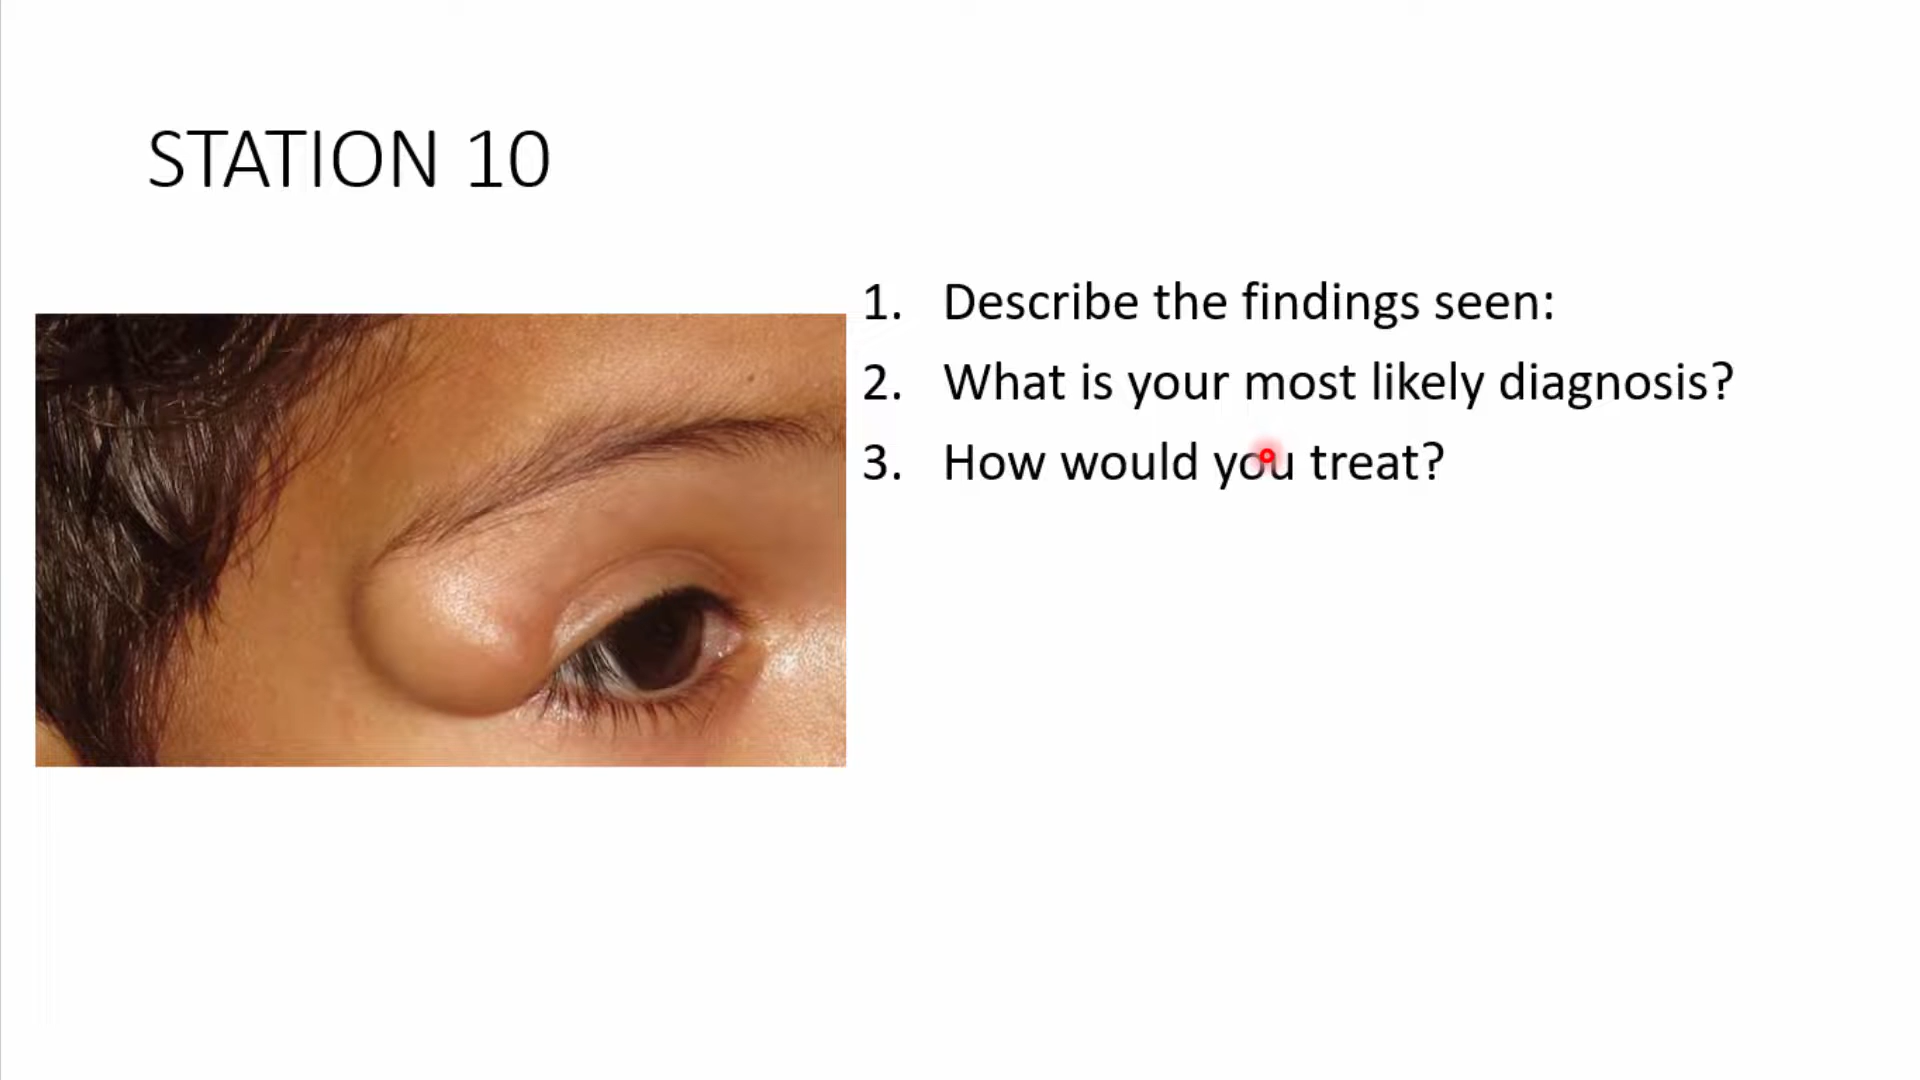 STATION 10
1. Describe the findings seen:
2. What is your most likely diagnosis?
3. How would you treat?